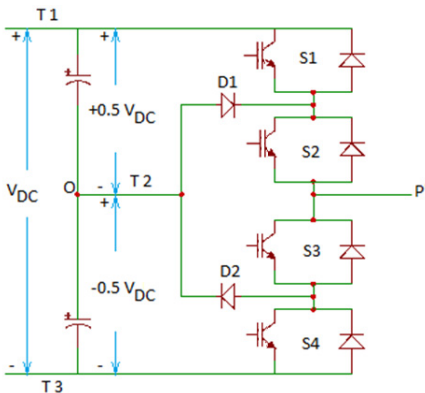 T 1
+
+
+
S1
D1
+0.5 VDC
S2
VDC
O
-
T 2
P
+
S3
D2
-0.5 VDC
+
S4
-
-
T 3